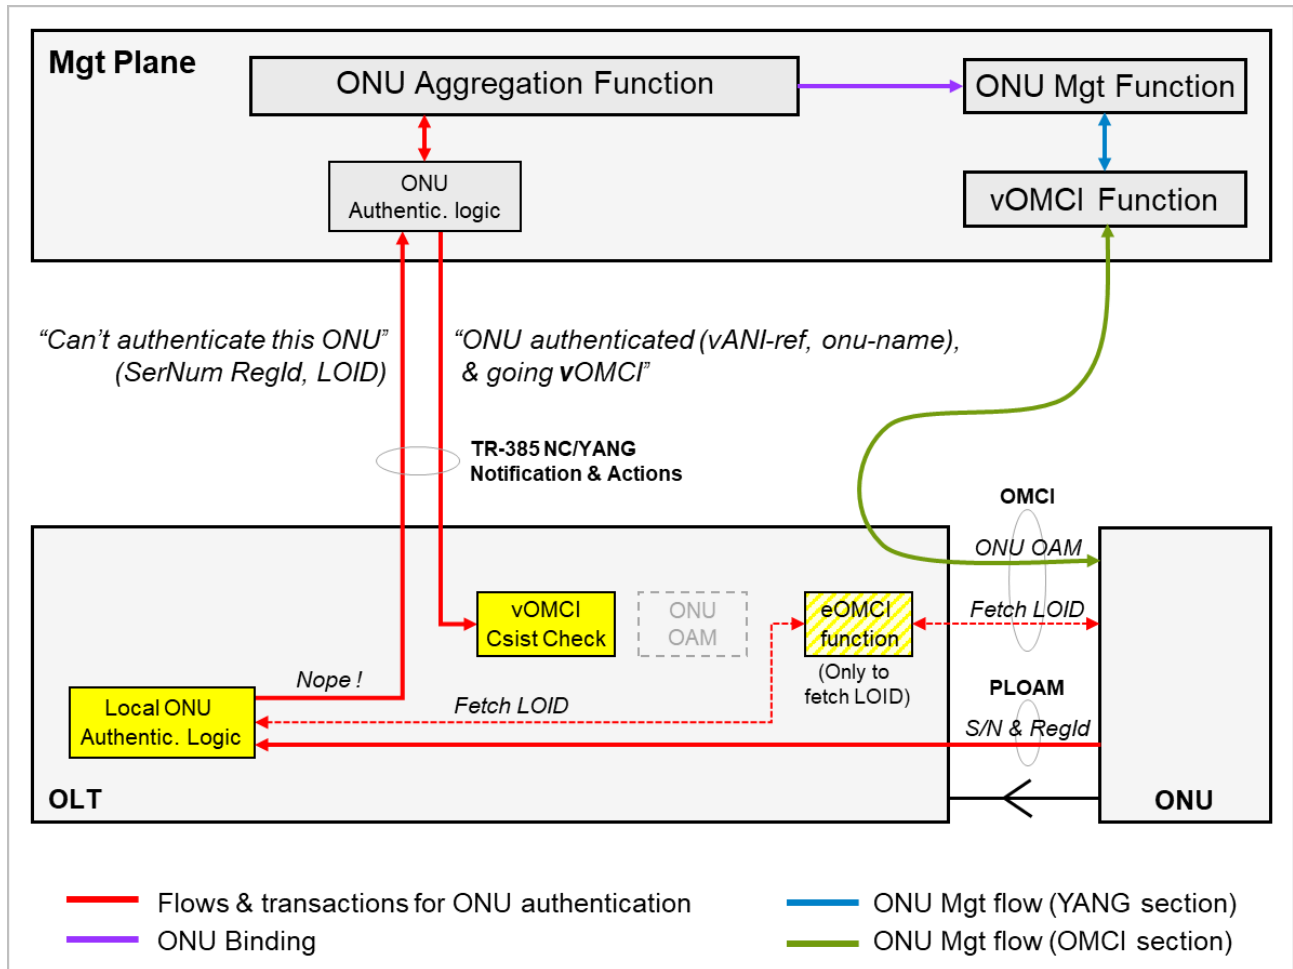 Mgt Plane
ONU Aggregation Function
ONU Mgt Function
ONU
Authentic. logic
vOMCI Function
“Can’t authenticate this ONU”
(SerNum RegId, LOID)
“ONU authenticated (vANI-ref, onu-name),
& going vOMCI”
TR-385 NC/YANG
Notification & Actions
OMCI
ONU OAM
vOMCI
Csist Check
ONU
OAM
eOMCI
function
Fetch LOID
(Only to
fetch LOID)
Nope !
Fetch LOID
PLOAM
Local ONU
Authentic. Logic
S/N & RegId
OLT
ONU
Flows & transactions for ONU authentication
ONU Mgt flow (YANG section)
ONU Binding
ONU Mgt flow (OMCI section)